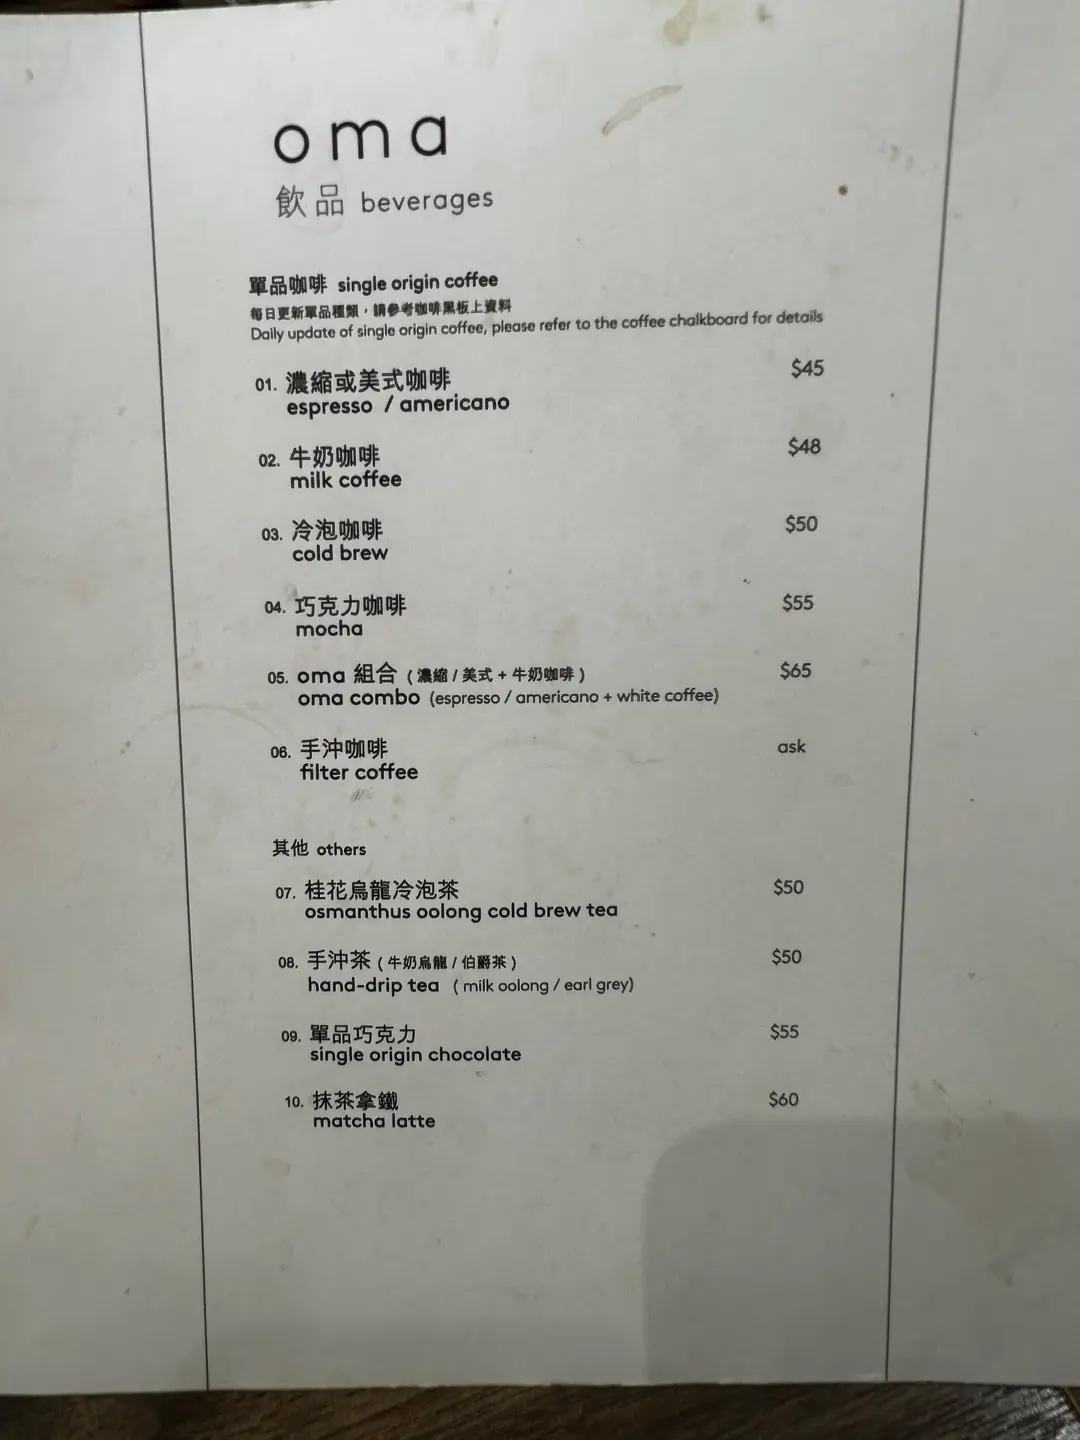 oma
飲品 beverages
單品咖啡 single origin coffee
每日更新單品種類，請參考咖啡黑板上資料
Daily update of single origin coffee, please refer to the coffee chalkboard for details
01. 濃縮或美式咖啡 $45
espresso / americano
02. 牛奶咖啡 $48
milk coffee
03. 冷泡咖啡 $50
cold brew
04. 巧克力咖啡 $55
mocha
05. oma 組合 (濃縮 / 美式 + 牛奶咖啡) $65
oma combo (espresso / americano + white coffee)
06. 手沖咖啡 ask
filter coffee
其他 others
07. 桂花烏龍冷泡茶 $50
osmanthus oolong cold brew tea
08. 手沖茶 (牛奶烏龍 / 伯爵茶) $50
hand-drip tea (milk oolong / earl grey)
09. 單品巧克力 $55
single origin chocolate
10. 抹茶拿鐵 $60
matcha latte